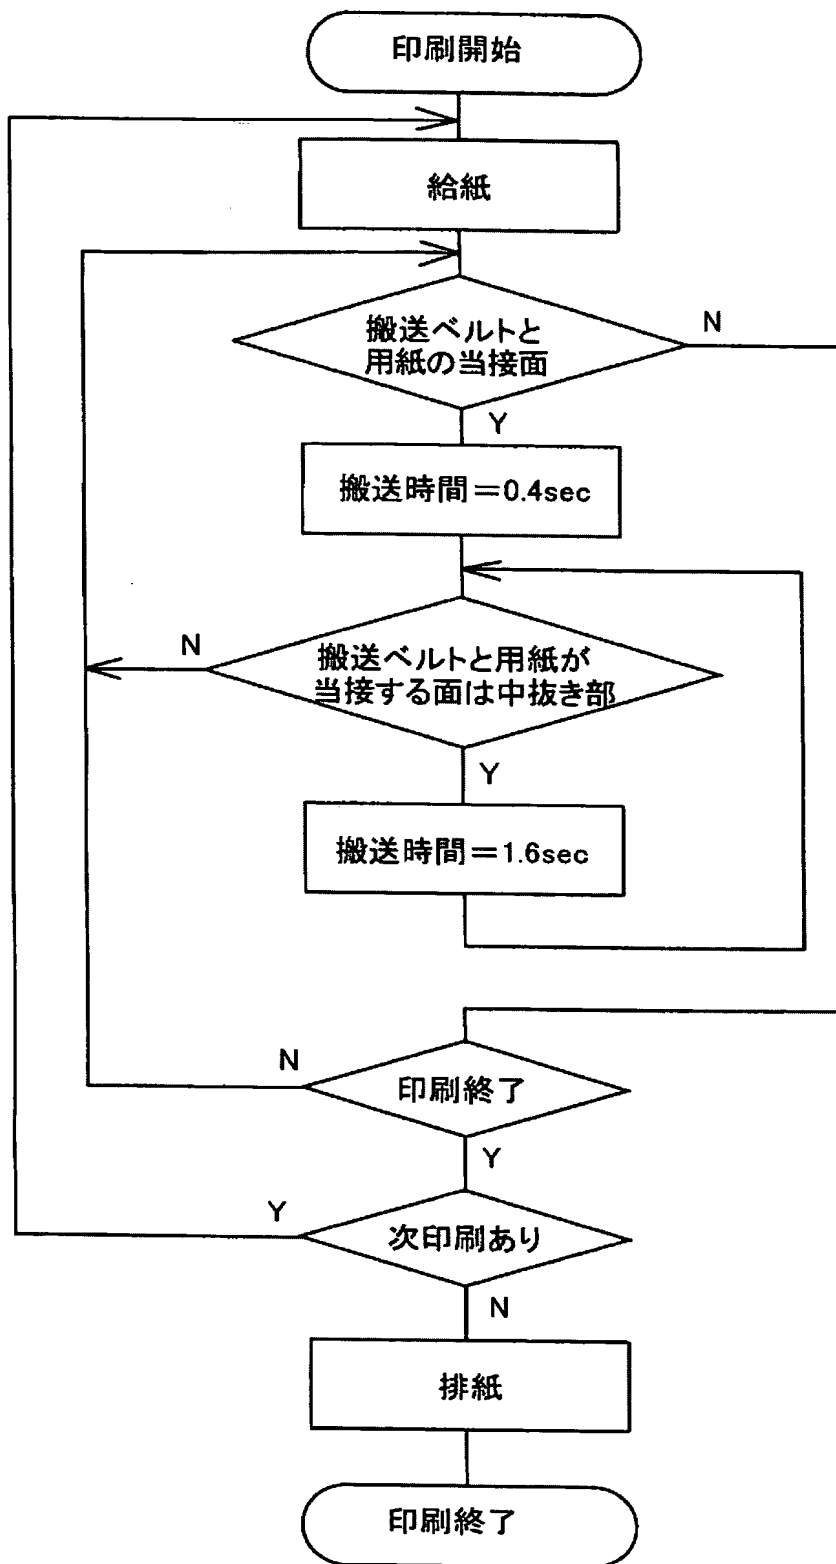 印刷開始
給紙
搬送ベルトと
用紙の当接面
N
Y
搬送時間＝0.4sec
N
搬送ベルトと用紙が
当接する面は中抜き部
Y
搬送時間＝1.6sec
N
印刷終了
Y
Y
次印刷あり
N
排紙
印刷終了